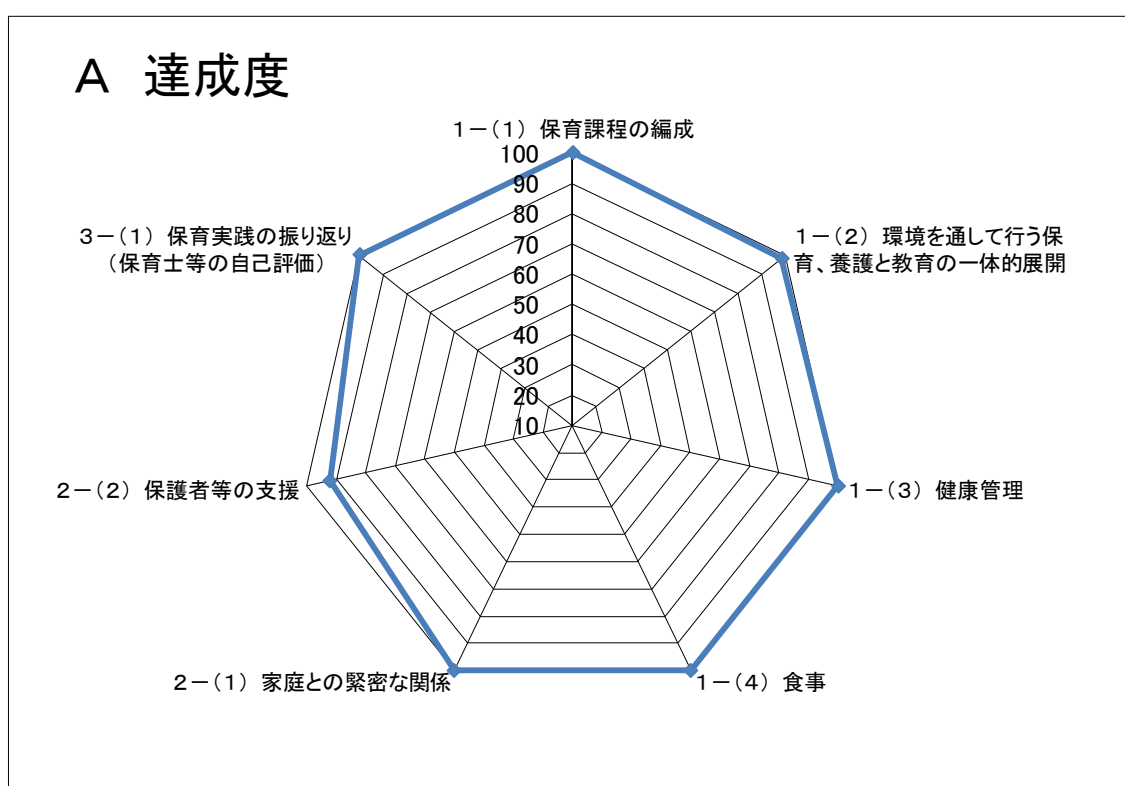 A 達成度
1－(1) 保育課程の編成
100
90
80
70
60
50
40
30
20
10
1－(2) 環境を通して行う保
育、養護と教育の一体的展開
1－(3) 健康管理
1－(4) 食事
2－(1) 家庭との緊密な関係
2－(2) 保護者等の支援
3－(1) 保育実践の振り返り
(保育士等の自己評価)